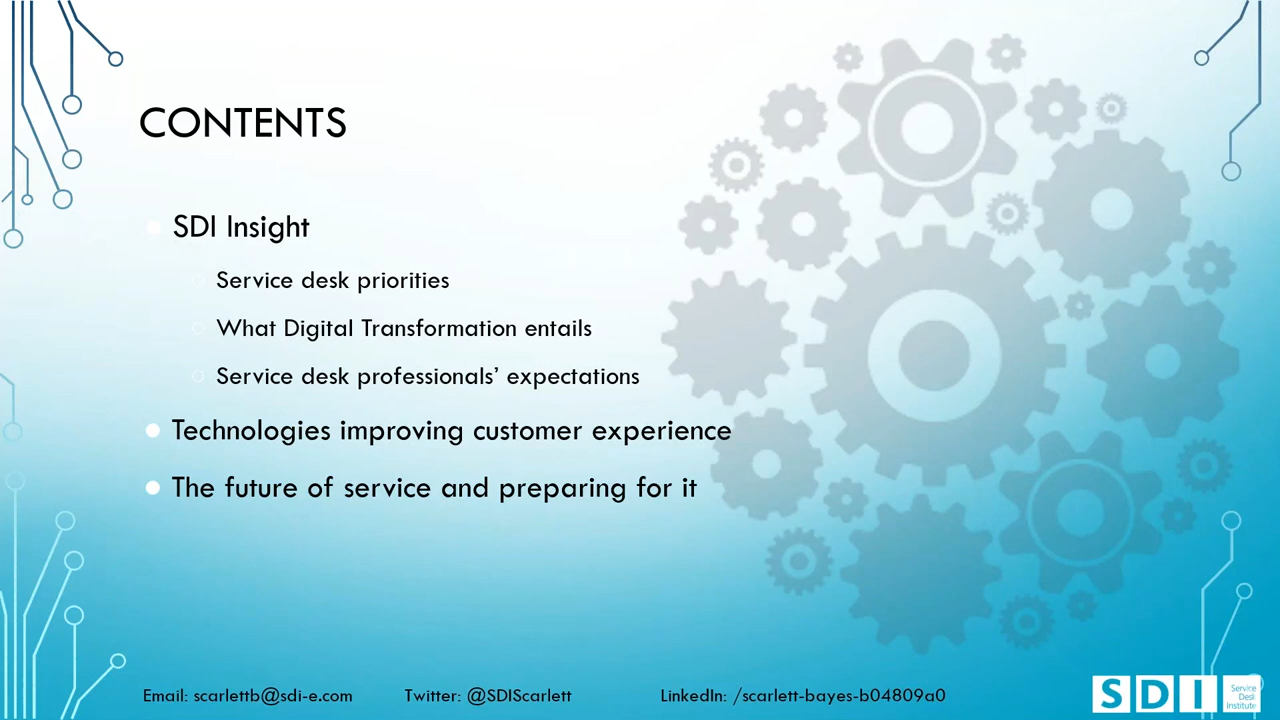 CONTENTS
SDI Insight
Service desk priorities
What Digital Transformation entails
Service desk professionals’ expectations
Technologies improving customer experience
The future of service and preparing for it
Email: scarlettb@sdi-e.com
Twitter: @SDIScarlett
LinkedIn: /scarlett-bayes-b04809a0
SDI
Service
Desk
Institute